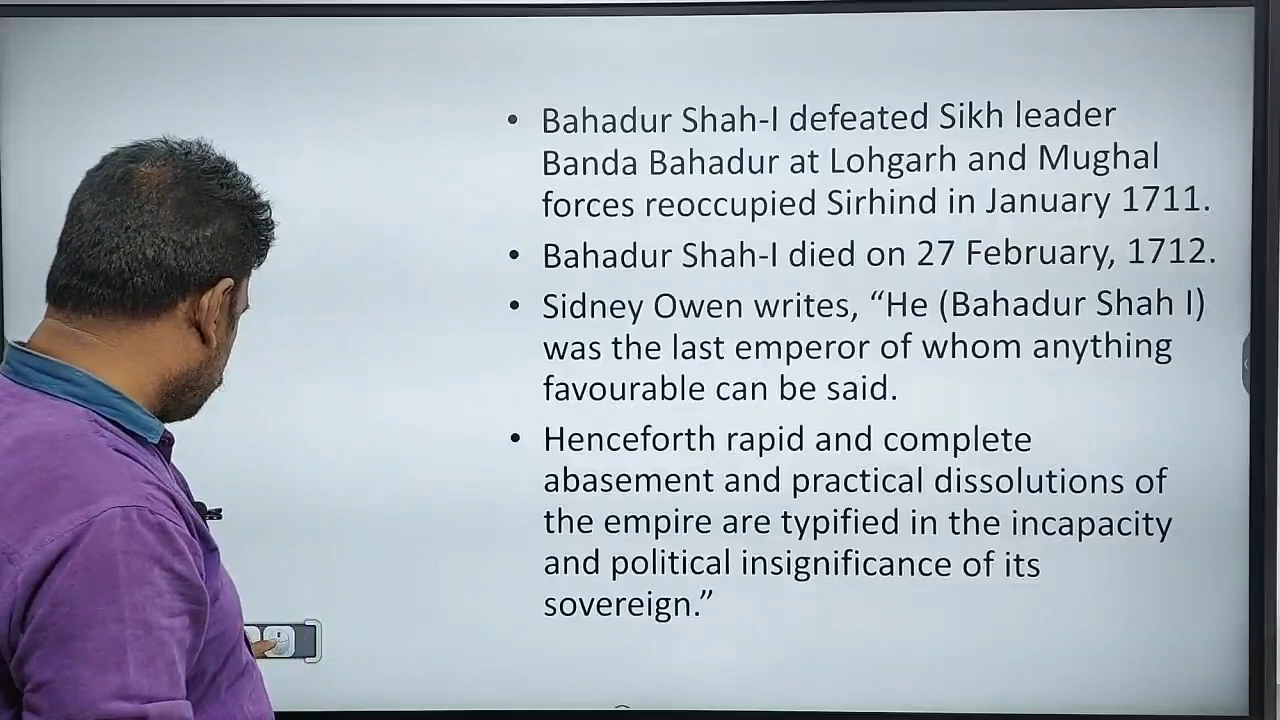 • Bahadur Shah-I defeated Sikh leader
Banda Bahadur at Lohgarh and Mughal
forces reoccupied Sirhind in January 1711.
• Bahadur Shah-I died on 27 February, 1712.
• Sidney Owen writes, “He (Bahadur Shah I)
was the last emperor of whom anything
favourable can be said.
• Henceforth rapid and complete
abasement and practical dissolutions of
the empire are typified in the incapacity
and political insignificance of its
sovereign.”